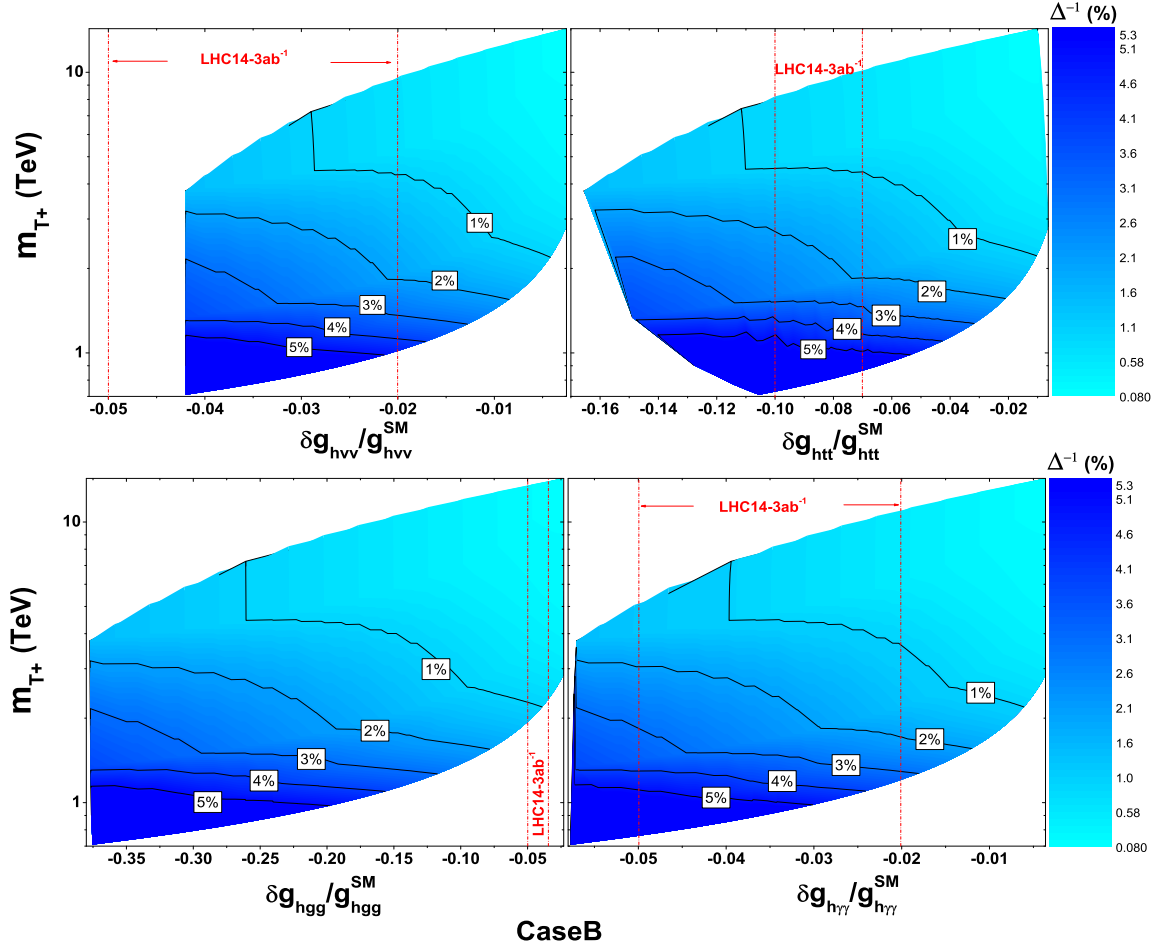 Δ⁻¹ (%)
LHC14-3ab⁻¹
LHC14-3ab⁻¹
10
1
m_T+ (TeV)
1%
2%
3%
4%
5%
1%
2%
3%
4%
5%
5.3
5.1
4.6
4.1
3.6
3.1
2.6
2.1
1.6
1.1
0.58
0.080
-0.05 -0.04 -0.03 -0.02 -0.01
-0.16 -0.14 -0.12 -0.10 -0.08 -0.06 -0.04 -0.02
δg_hvv/g_hvv^SM
δg_htt/g_htt^SM
Δ⁻¹ (%)
LHC14-3ab⁻¹
LHC14-3ab⁻¹
10
1
m_T+ (TeV)
1%
2%
3%
4%
5%
1%
2%
3%
4%
5%
5.3
5.1
4.6
4.1
3.6
3.1
2.6
2.1
1.6
1.0
0.58
0.080
-0.35 -0.30 -0.25 -0.20 -0.15 -0.10 -0.05
-0.05 -0.04 -0.03 -0.02 -0.01
δg_hgg/g_hgg^SM
δg_hγγ/g_hγγ^SM
CaseB